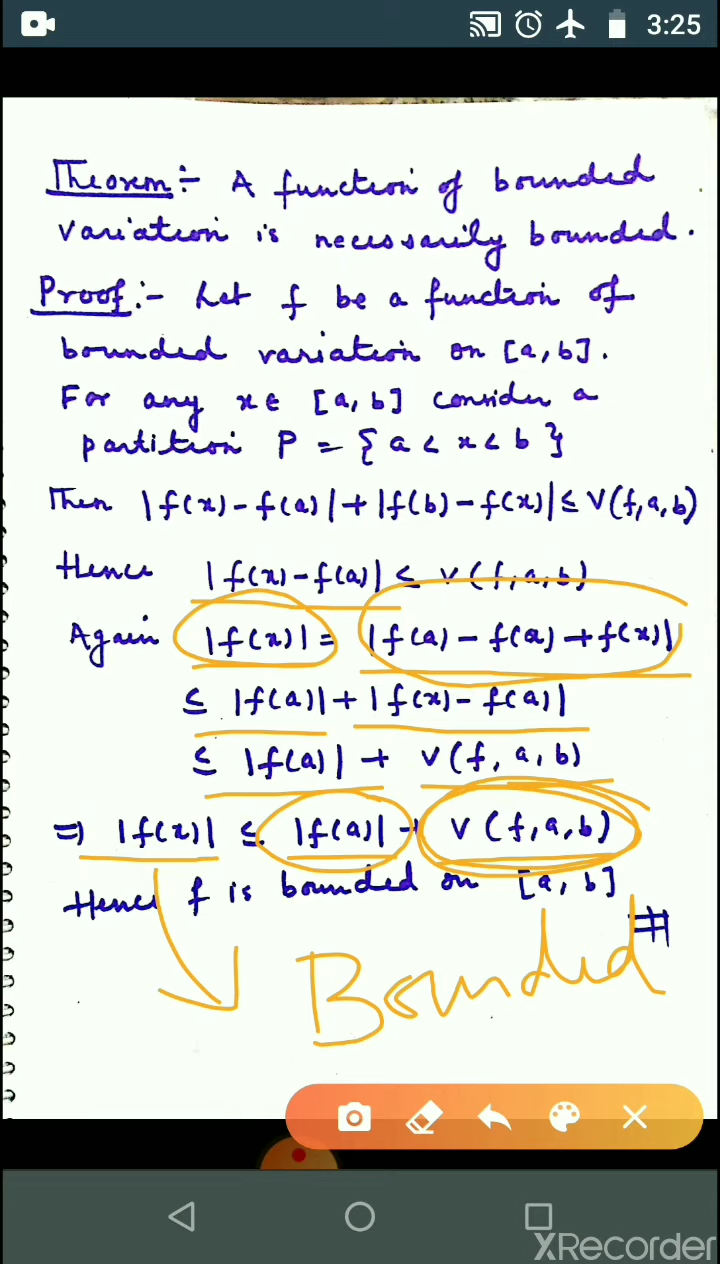 3:25
Theorem:- A function of bounded
variation is necessarily bounded.
Proof:- Let f be a function of
bounded variation on [a,b].
For any x∈ [a,b] consider a
partition P = {a < x < b}
Then |f(x)-f(a)|+|f(b)-f(x)|≤ V(f,a,b)
Hence |f(x)-f(a)| ≤ V(f,a,b)
Again |f(x)| = |f(a)-f(a)+f(x)|
≤ |f(a)|+|f(x)-f(a)|
≤ |f(a)| + V(f, a, b)
⇒ |f(x)| ≤ |f(a)| + V(f,a,b)
Hence f is bounded on [a,b]
#
Bounded
XRecorder